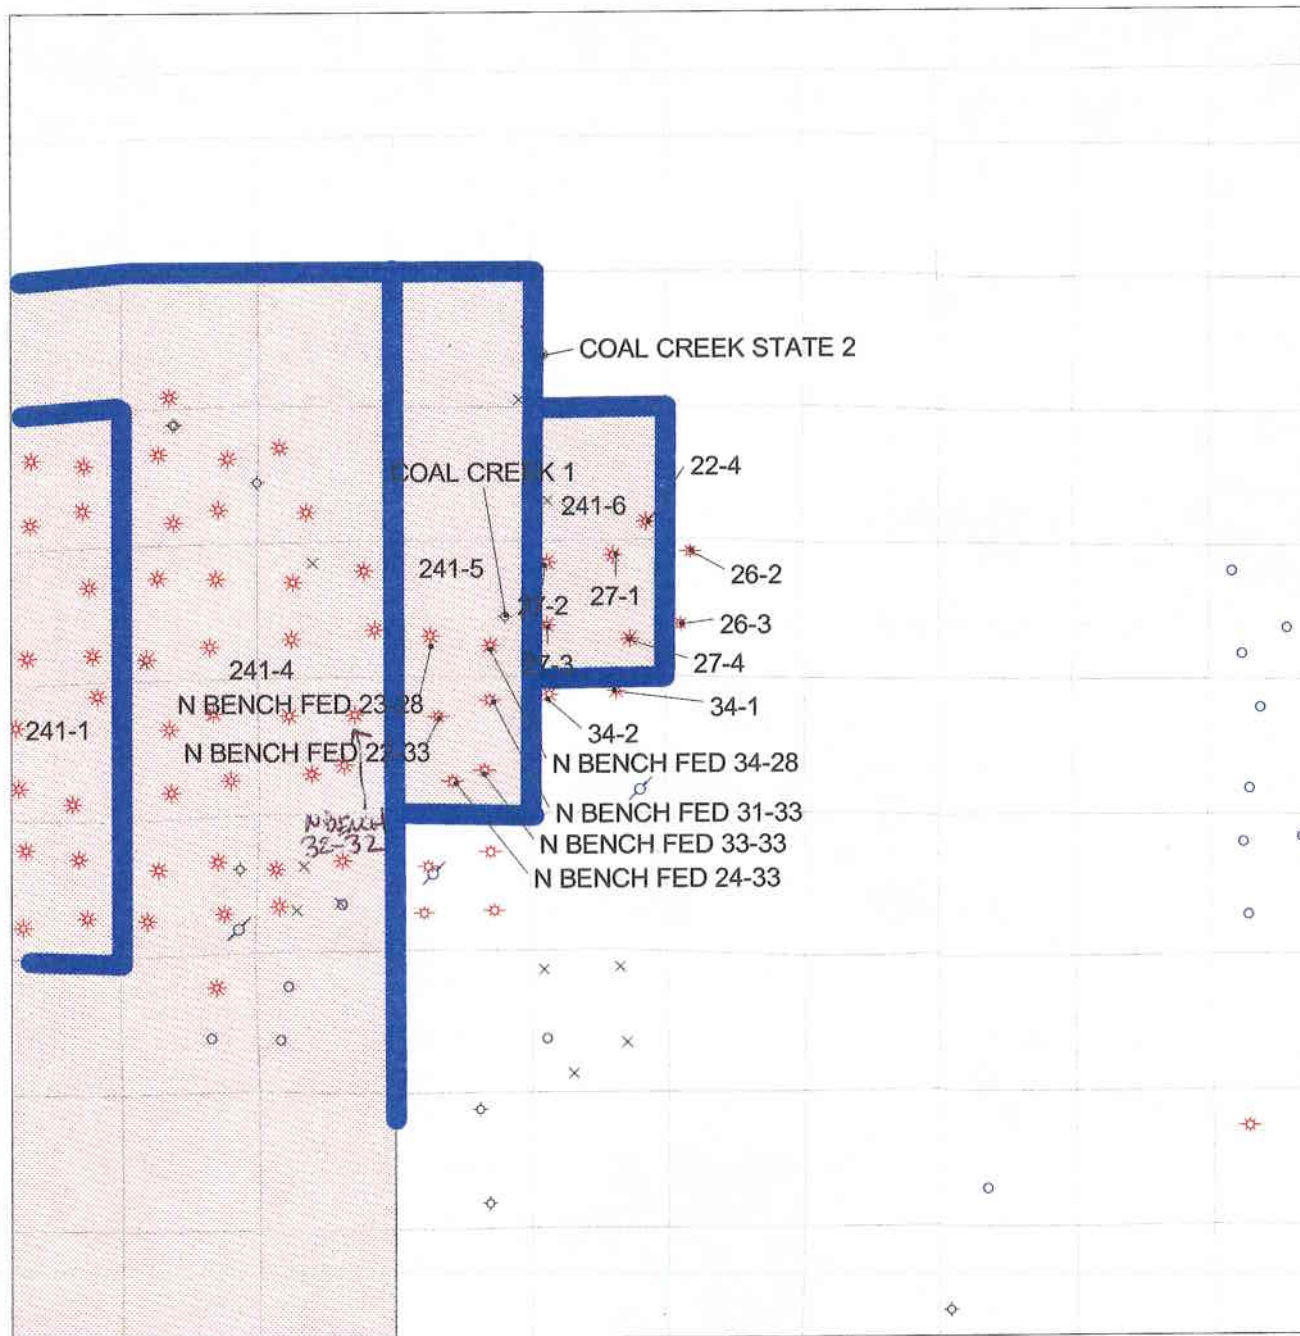 COAL CREEK STATE 2
COAL CREEK 1
22-4
241-6
241-5
27-2
27-1
26-2
26-3
27-3
27-4
241-4
N BENCH FED 23-28
34-1
241-1
34-2
N BENCH FED 22-33
N BENCH FED 34-28
N BENCH FED 31-33
N BENCH
32-32
N BENCH FED 33-33
N BENCH FED 24-33